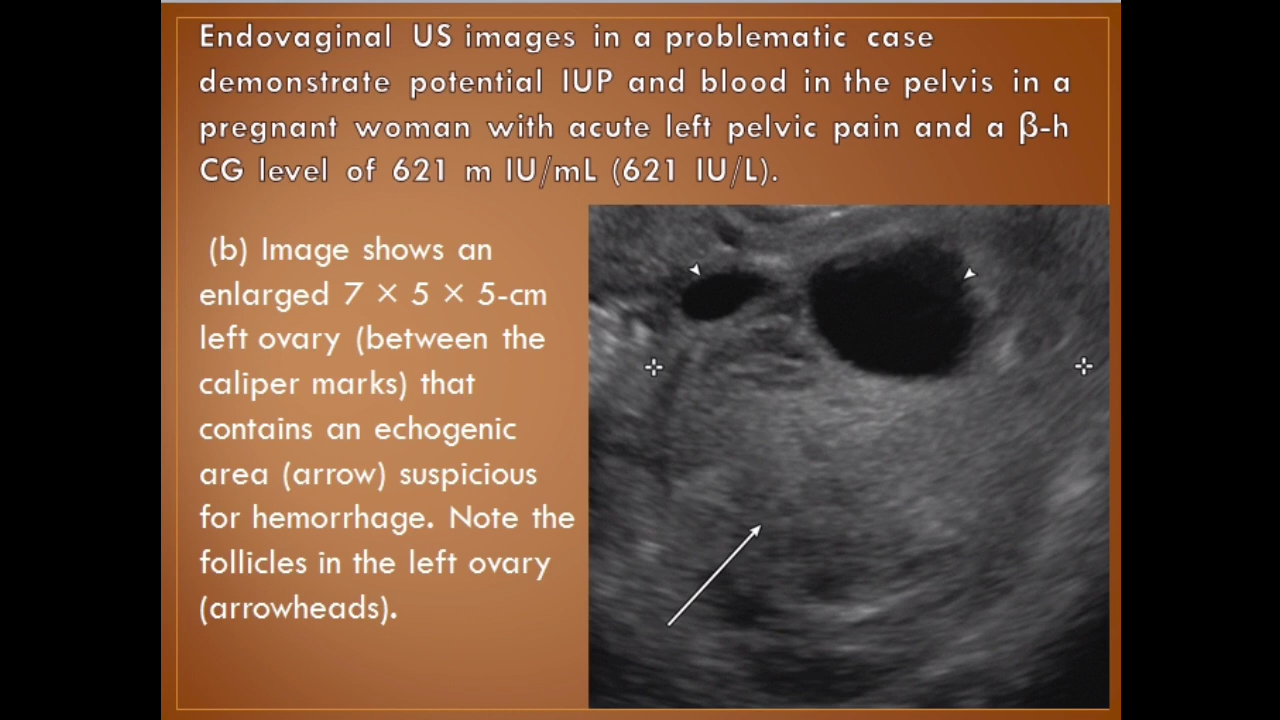 Endovaginal US images in a problematic case
demonstrate potential IUP and blood in the pelvis in a
pregnant woman with acute left pelvic pain and a β-h
CG level of 621 m IU/mL (621 IU/L).
(b) Image shows an
enlarged 7 × 5 × 5-cm
left ovary (between the
caliper marks) that
contains an echogenic
area (arrow) suspicious
for hemorrhage. Note the
follicles in the left ovary
(arrowheads).